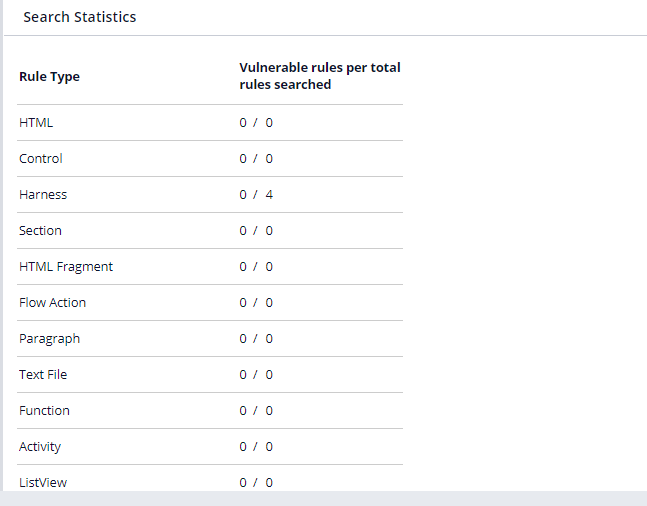 Search Statistics
Rule Type
Vulnerable rules per total
rules searched
HTML 0 / 0
Control 0 / 0
Harness 0 / 4
Section 0 / 0
HTML Fragment 0 / 0
Flow Action 0 / 0
Paragraph 0 / 0
Text File 0 / 0
Function 0 / 0
Activity 0 / 0
ListView 0 / 0